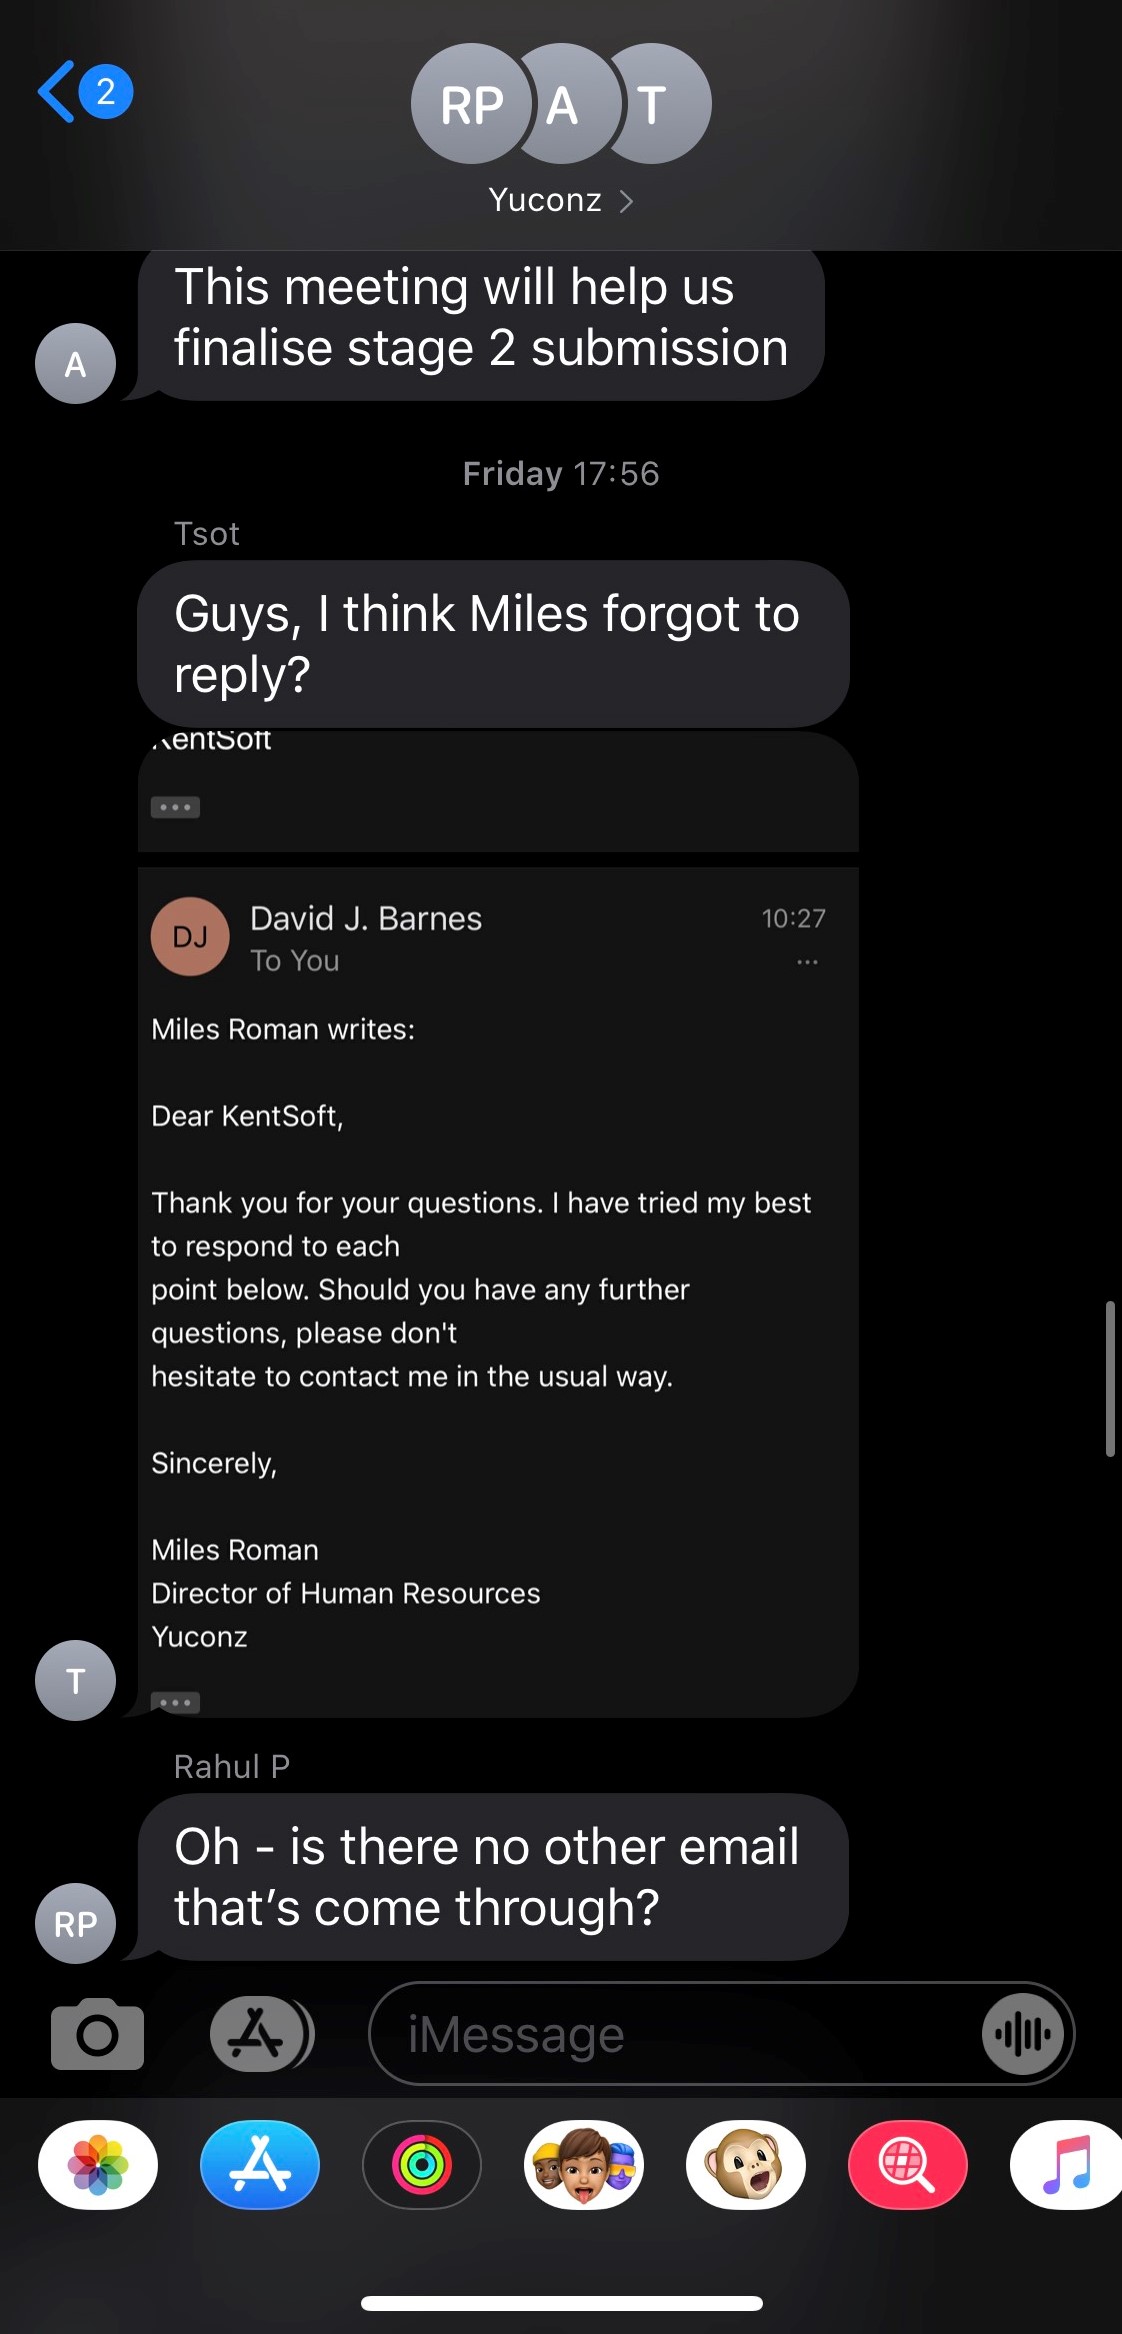 2
RP
A
T
Yuconz
This meeting will help us
finalise stage 2 submission
A
Friday 17:56
Tsot
Guys, I think Miles forgot to
reply?
KentSoft
DJ
David J. Barnes
10:27
To You
Miles Roman writes:
Dear KentSoft,
Thank you for your questions. I have tried my best
to respond to each
point below. Should you have any further
questions, please don't
hesitate to contact me in the usual way.
Sincerely,
Miles Roman
Director of Human Resources
Yuconz
T
Rahul P
Oh - is there no other email
that’s come through?
RP
iMessage